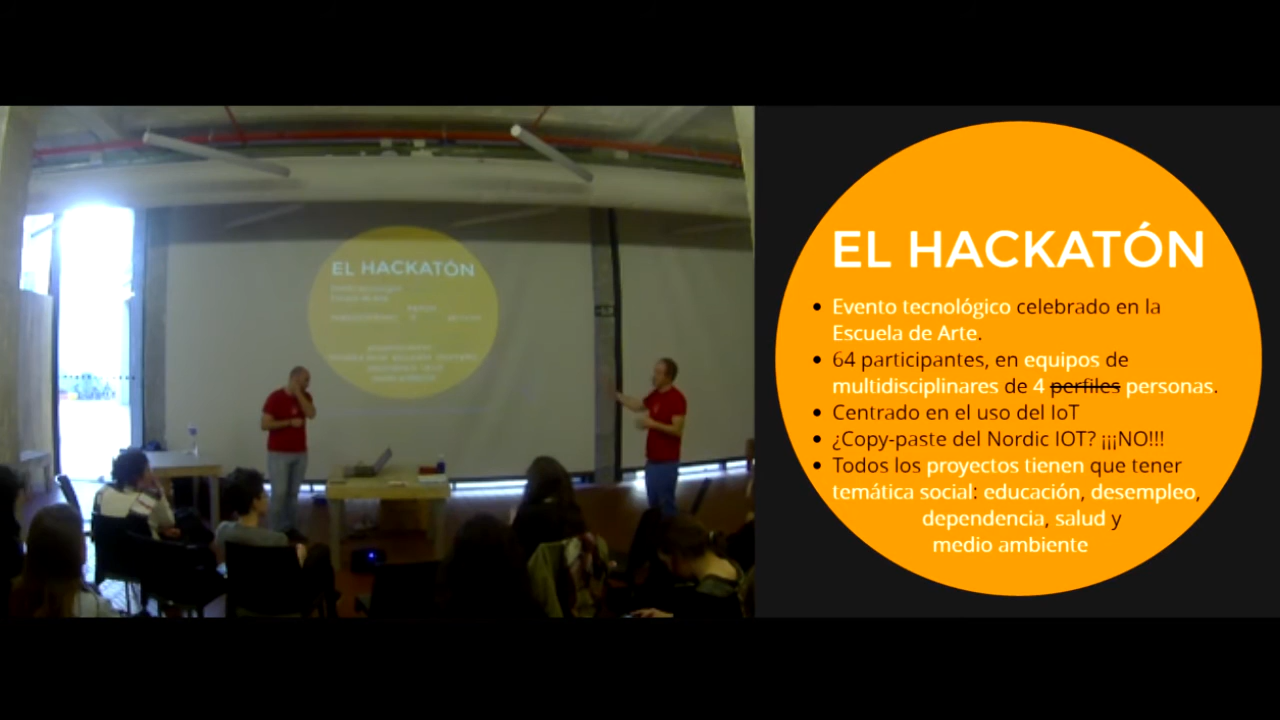 EL HACKATÓN
EL HACKATÓN
Evento tecnológico celebrado en la
Escuela de Arte.
64 participantes, en equipos de
multidisciplinares de 4 perfiles personas.
Centrado en el uso del IoT
¿Copy-paste del Nordic IOT? ¡¡¡NO!!!
Todos los proyectos tienen que tener
temática social: educación, desempleo,
dependencia, salud y
medio ambiente